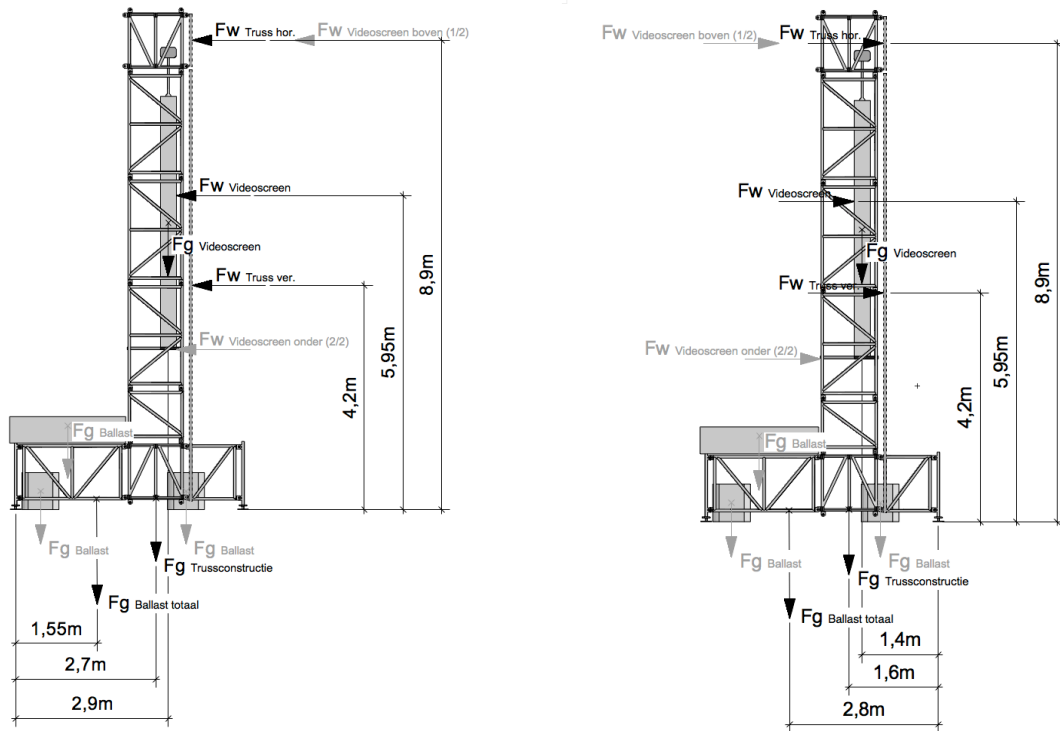 Fw Truss hor.
Fw Videoscreen boven (1/2)
Fw Videoscreen
Fg Videoscreen
Fw Truss ver.
Fw Videoscreen onder (2/2)
8,9m
5,95m
4,2m
Fg Ballast
Fg Ballast
Fg Ballast
Fg Trussconstructie
Fg Ballast totaal
1,55m
2,7m
2,9m
Fw Videoscreen boven (1/2)
Fw Truss hor.
Fw Videoscreen
Fg Videoscreen
Fw Truss ver.
Fw Videoscreen onder (2/2)
8,9m
5,95m
4,2m
Fg Ballast
Fg Ballast
Fg Ballast
Fg Trussconstructie
Fg Ballast totaal
1,4m
1,6m
2,8m